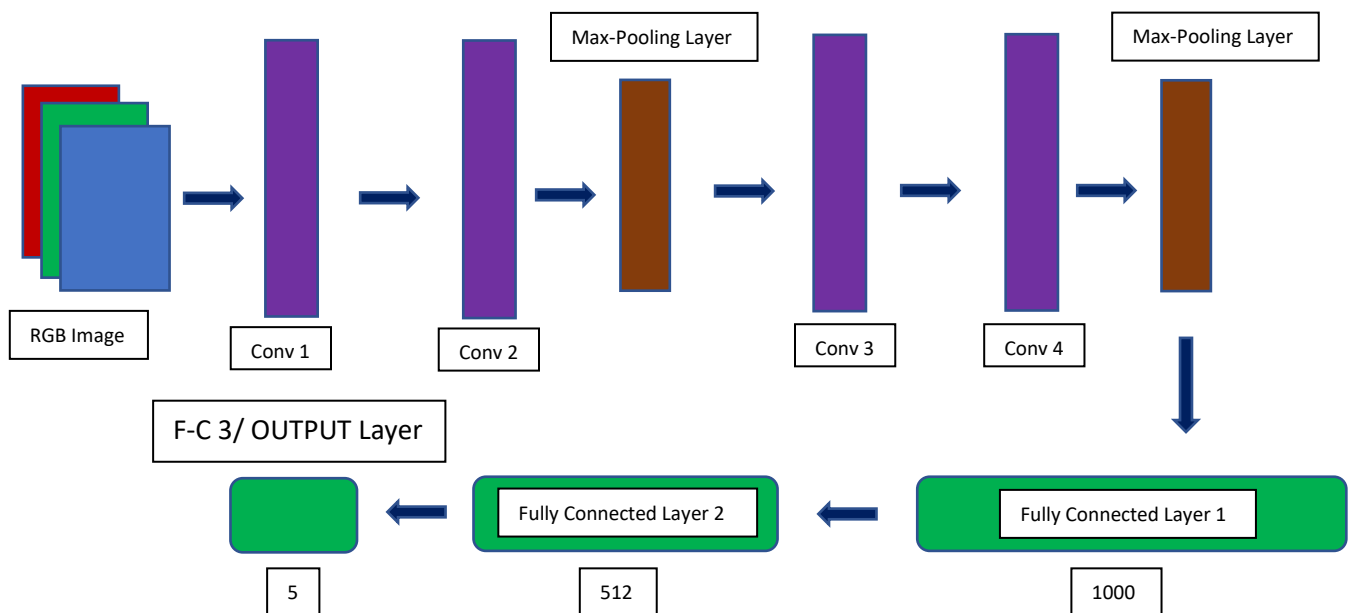 Max-Pooling Layer
Max-Pooling Layer
RGB Image
Conv 1
Conv 2
Conv 3
Conv 4
F-C 3/ OUTPUT Layer
Fully Connected Layer 2
Fully Connected Layer 1
5
512
1000